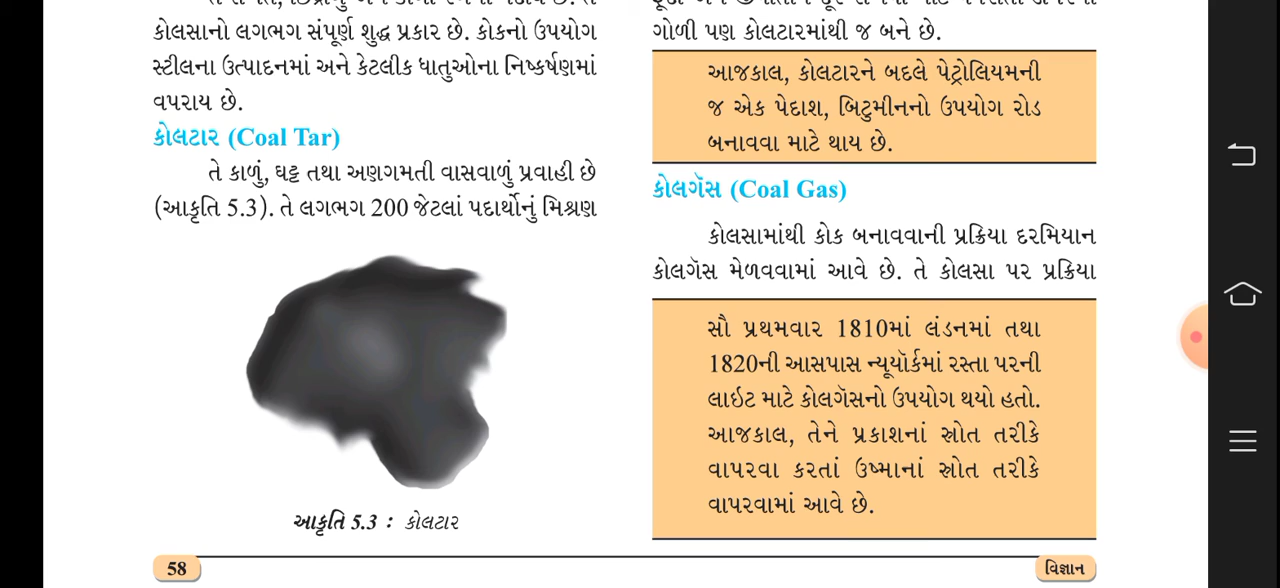 કોલસાનો લગભગ સંપૂર્ણ શુદ્ધ પ્રકાર છે. કોકનો ઉપયોગ
સ્ટીલના ઉત્પાદનમાં અને કેટલીક ધાતુઓના નિષ્કર્ષણમાં
વપરાય છે.
કોલટાર (Coal Tar)
તે કાળું, ઘટ્ટ તથા અણગમતી વાસવાળું પ્રવાહી છે
(આકૃતિ 5.3). તે લગભગ 200 જેટલાં પદાર્થોનું મિશ્રણ
આકૃતિ 5.3 : કોલટાર
ગોળી પણ કોલટારમાંથી જ બને છે.
આજકાલ, કોલટારને બદલે પેટ્રોલિયમની
જ એક પેદાશ, બિટુમીનનો ઉપયોગ રોડ
બનાવવા માટે થાય છે.
કોલગૅસ (Coal Gas)
કોલસામાંથી કોક બનાવવાની પ્રક્રિયા દરમિયાન
કોલગૅસ મેળવવામાં આવે છે. તે કોલસા પર પ્રક્રિયા
સૌ પ્રથમવાર 1810માં લંડનમાં તથા
1820ની આસપાસ ન્યૂયૉર્કમાં રસ્તા પરની
લાઇટ માટે કોલગૅસનો ઉપયોગ થયો હતો.
આજકાલ, તેને પ્રકાશનાં સ્રોત તરીકે
વાપરવા કરતાં ઉષ્માનાં સ્રોત તરીકે
વાપરવામાં આવે છે.
58
વિજ્ઞાન